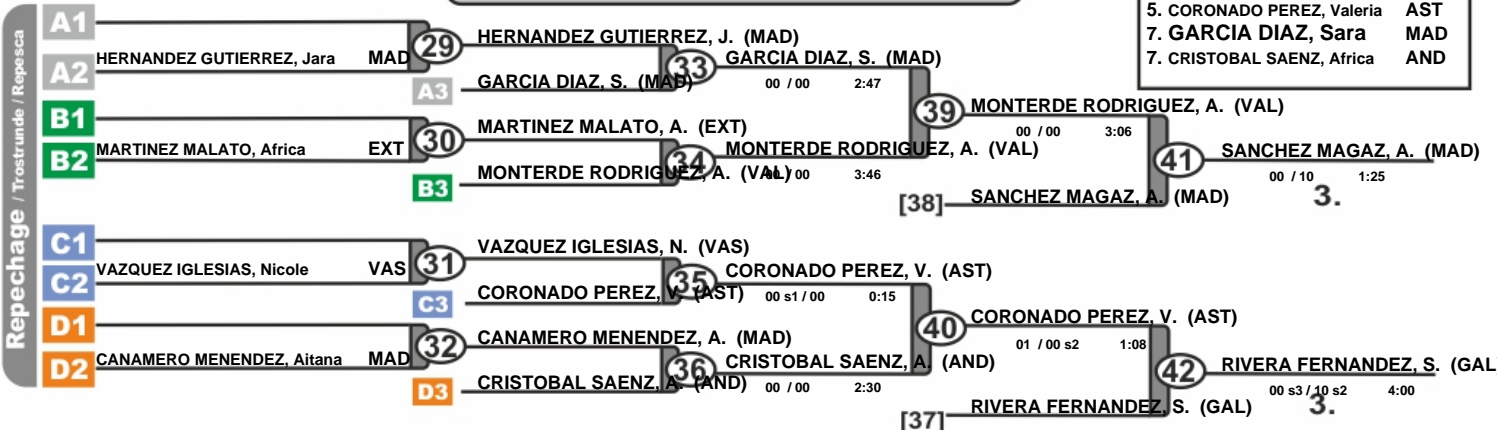 Repechage / Trostrunde / Repesca
5. CORONADO PEREZ, Valeria AST
7. GARCIA DIAZ, Sara MAD
7. CRISTOBAL SAENZ, Africa AND
A1
A2 HERNANDEZ GUTIERREZ, Jara MAD
29
HERNANDEZ GUTIERREZ, J. (MAD)
A3 GARCIA DIAZ, S. (MAD)
33
GARCIA DIAZ, S. (MAD)
00 / 00 2:47
B1
B2 MARTINEZ MALATO, Africa EXT
30
MARTINEZ MALATO, A. (EXT)
B3 MONTERDE RODRIGUEZ, A. (VAL)
34
MONTERDE RODRIGUEZ, A. (VAL)
00 / 00 3:46
39
MONTERDE RODRIGUEZ, A. (VAL)
00 / 00 3:06
[38] SANCHEZ MAGAZ, A. (MAD)
41
SANCHEZ MAGAZ, A. (MAD)
00 / 10 1:25
3.
C1
C2 VAZQUEZ IGLESIAS, Nicole VAS
31
VAZQUEZ IGLESIAS, N. (VAS)
C3 CORONADO PEREZ, V. (AST)
35
CORONADO PEREZ, V. (AST)
00 s1 / 00 0:15
D1
D2 CANAMERO MENENDEZ, Aitana MAD
32
CANAMERO MENENDEZ, A. (MAD)
D3 CRISTOBAL SAENZ, A. (AND)
36
CRISTOBAL SAENZ, A. (AND)
00 / 00 2:30
40
CORONADO PEREZ, V. (AST)
01 / 00 s2 1:08
[37] RIVERA FERNANDEZ, S. (GAL)
42
RIVERA FERNANDEZ, S. (GAL
00 s3 / 10 s2 4:00
3.